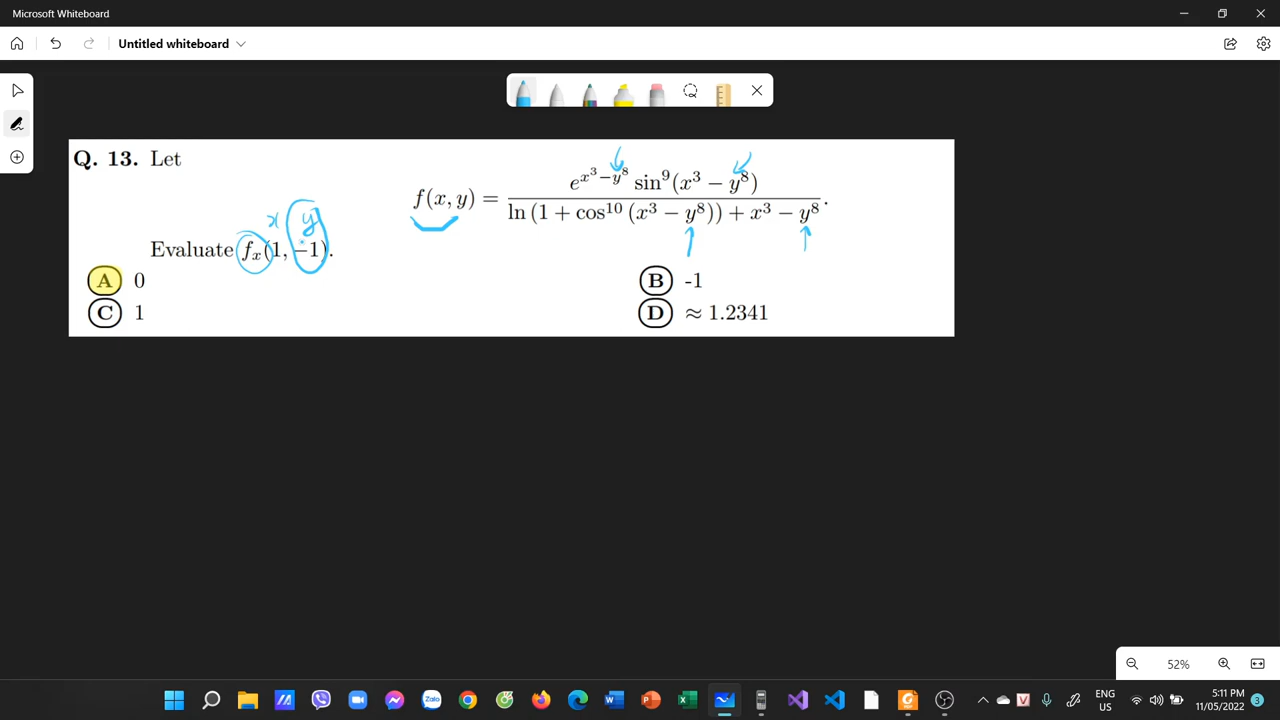 Microsoft Whiteboard
Untitled whiteboard
Q. 13. Let
f(x, y) = \frac{e^{x^3-y^8} \sin^9(x^3 - y^8)}{\ln(1 + \cos^{10}(x^3 - y^8)) + x^3 - y^8}.
x y
Evaluate f_x(1, −1).
A 0
B -1
C 1
D ≈ 1.2341
52%
Zalo
ENG
US
5:11 PM
11/05/2022
3